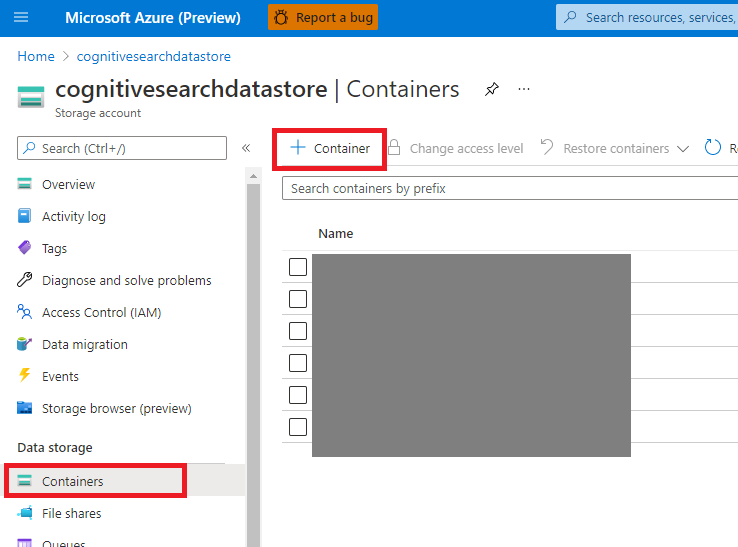 Microsoft Azure (Preview)
Report a bug
Search resources, services,
Home > cognitivesearchdatastore
cognitivesearchdatastore | Containers
Storage account
Search (Ctrl+/)
«
+ Container
Change access level
Restore containers
Overview
Activity log
Tags
Diagnose and solve problems
Access Control (IAM)
Data migration
Events
Storage browser (preview)
Data storage
Containers
File shares
Queues
Search containers by prefix
Name